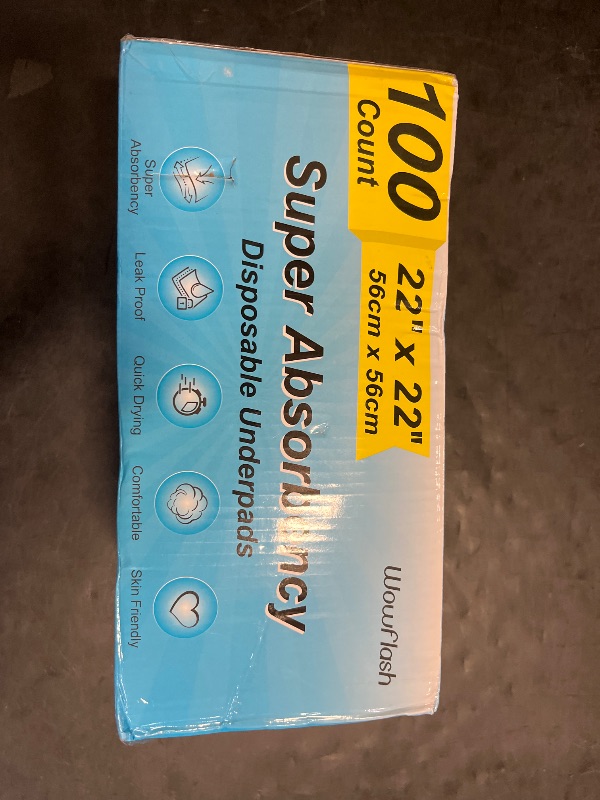 100
Count
22" x 22"
56cm x 56cm
Wowflash
Super Absorbency
Disposable Underpads
Super
Absorbency
Leak Proof
Quick Drying
Comfortable
Skin Friendly